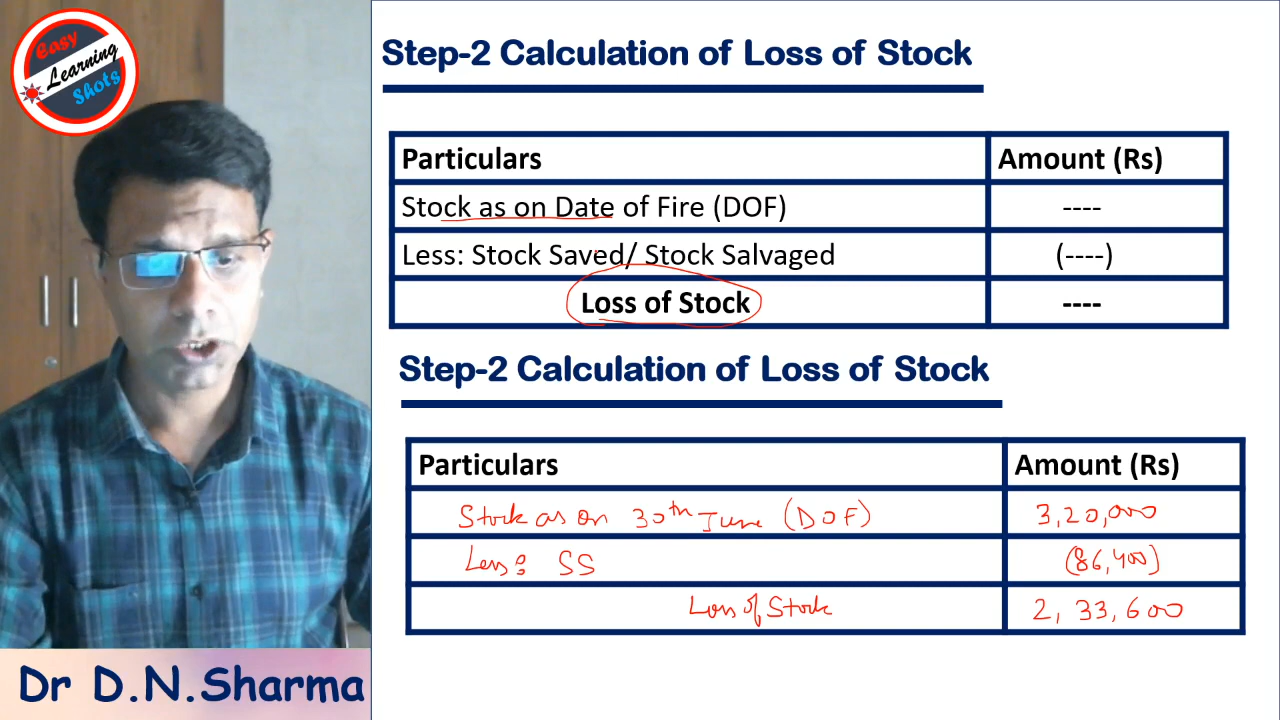 Easy
Learning
Shots
Step-2 Calculation of Loss of Stock
Particulars Amount (Rs)
Stock as on Date of Fire (DOF) ----
Less: Stock Saved/ Stock Salvaged (----)
Loss of Stock ----
Step-2 Calculation of Loss of Stock
Particulars Amount (Rs)
Stock as on 30th June (DOF) 3,20,000
Less: SS (86,400)
Loss of Stock 2,33,600
Dr D.N.Sharma